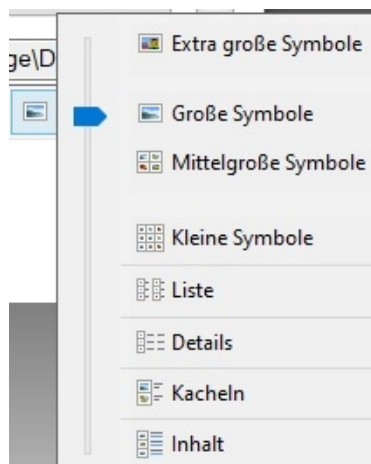 ge\D
Extra große Symbole
Große Symbole
Mittelgroße Symbole
Kleine Symbole
Liste
Details
Kacheln
Inhalt